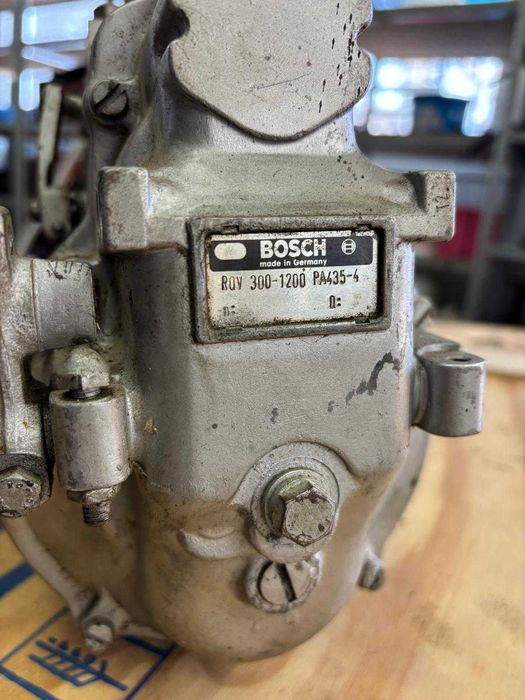 BOSCH
made in Germany
RQV 300-1200 PA435-4
n: n: